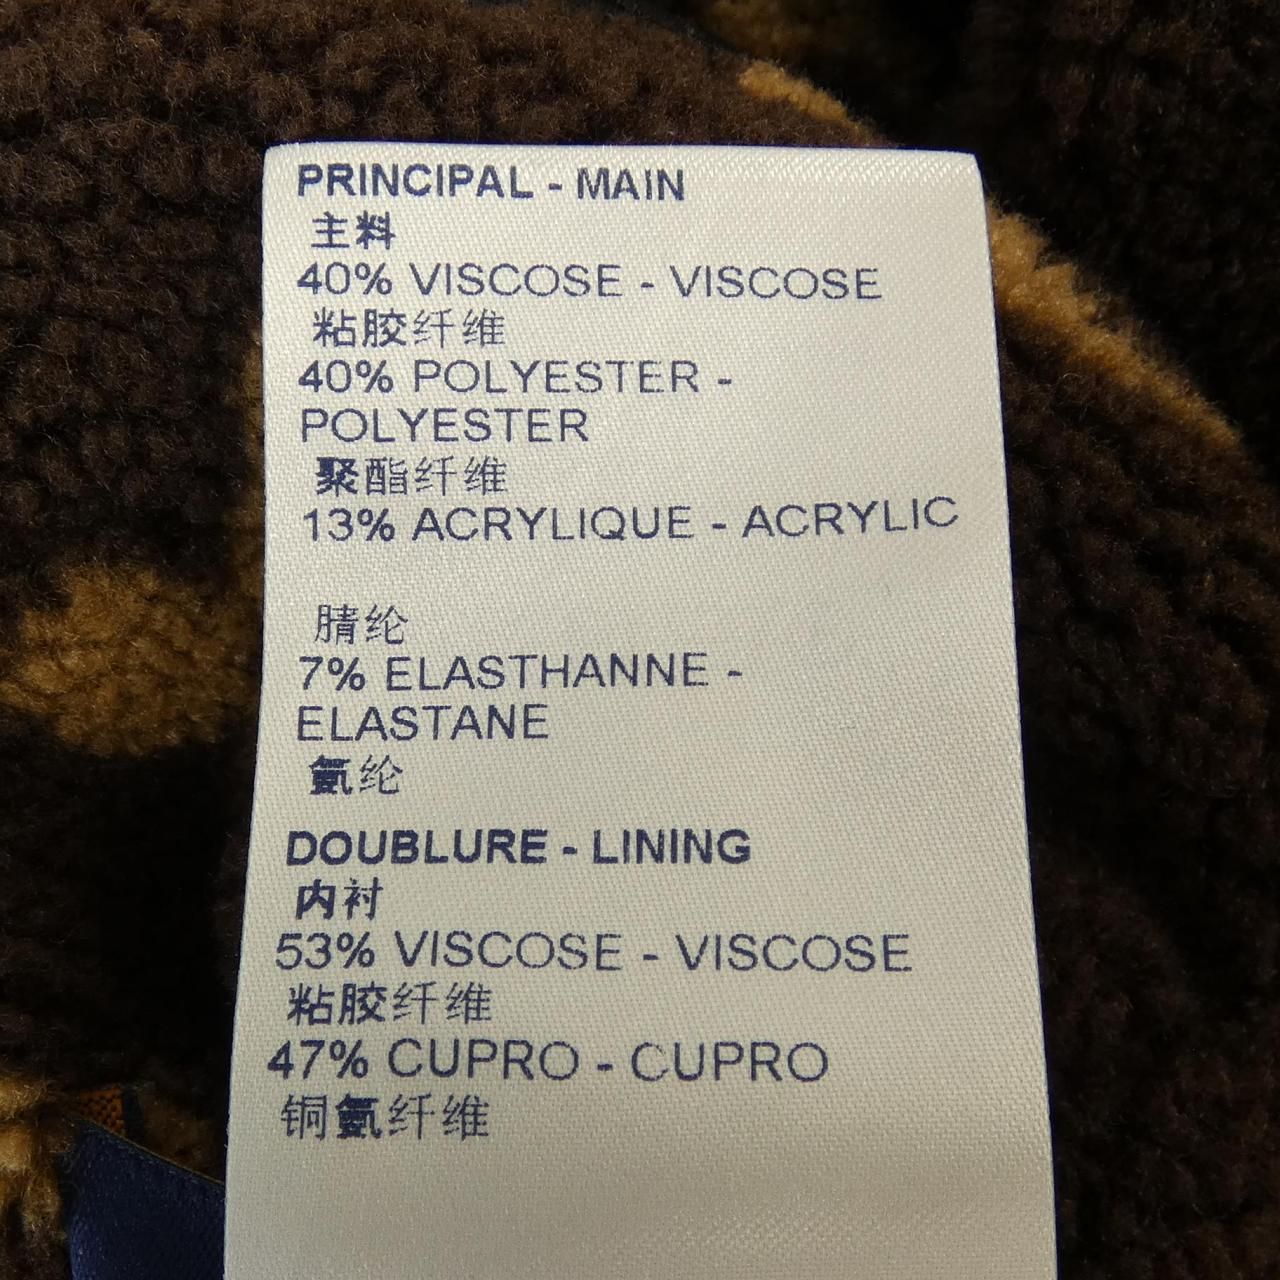 PRINCIPAL - MAIN
主料
40% VISCOSE - VISCOSE
粘胶纤维
40% POLYESTER -
POLYESTER
聚酯纤维
13% ACRYLIQUE - ACRYLIC
腈纶
7% ELASTHANNE -
ELASTANE
氨纶
DOUBLURE - LINING
内衬
53% VISCOSE - VISCOSE
粘胶纤维
47% CUPRO - CUPRO
铜氨纤维